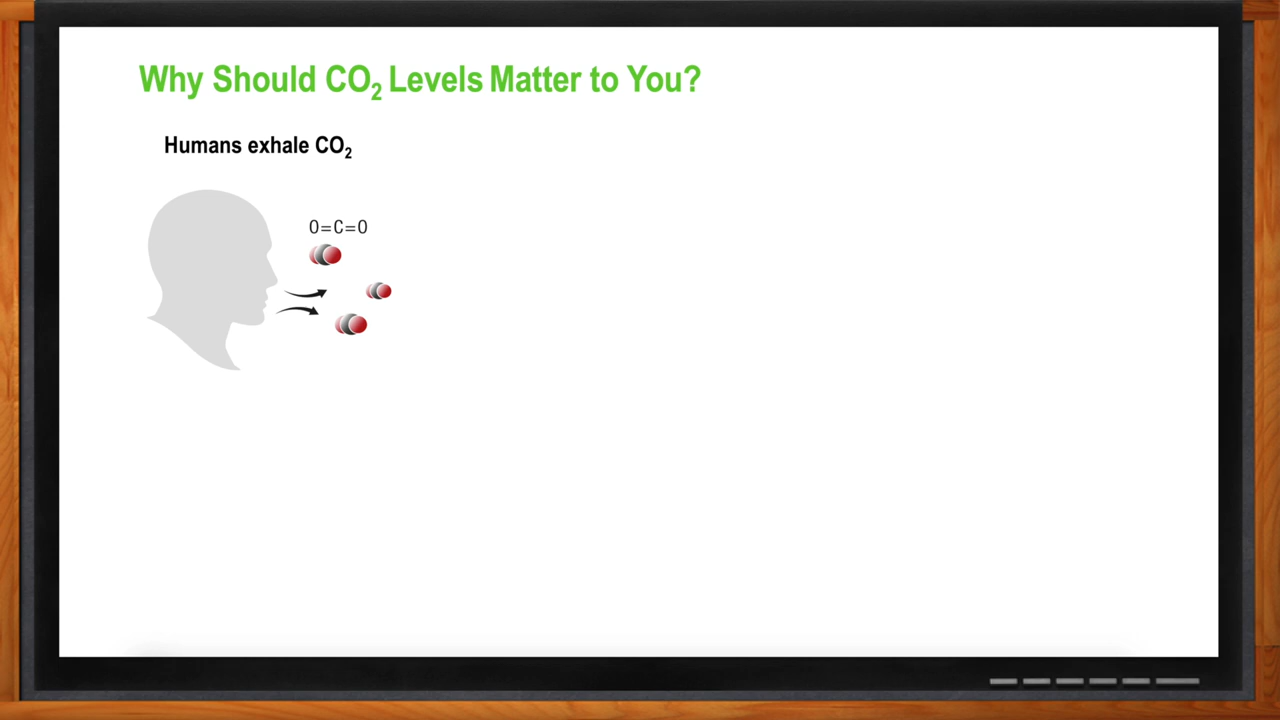 Why Should CO₂ Levels Matter to You?
Humans exhale CO₂
O=C=O